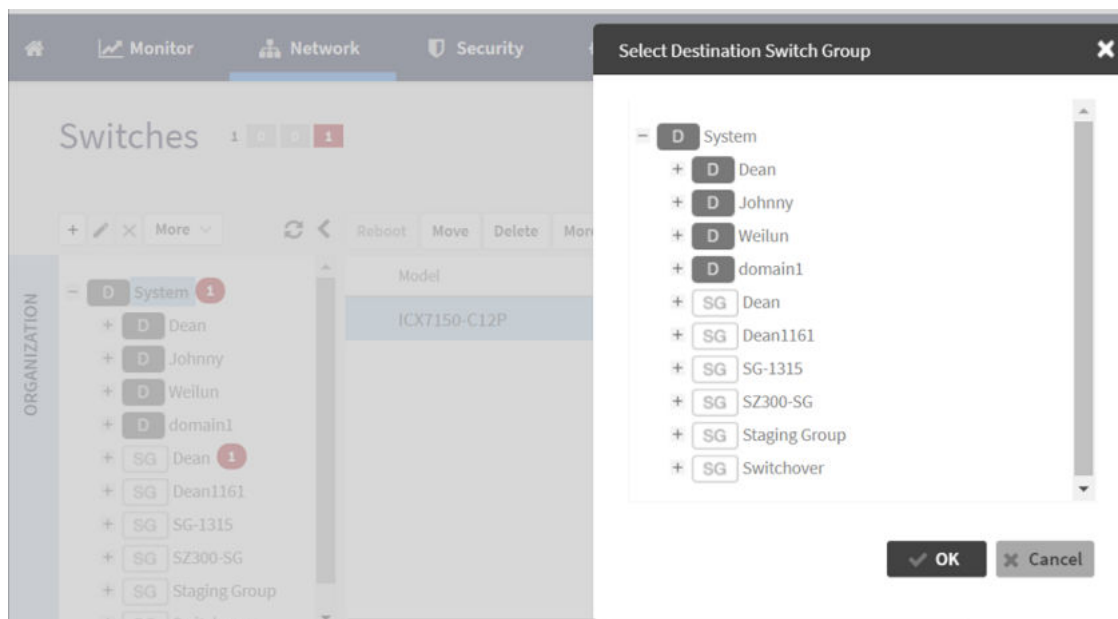 Monitor
Network
Security
Select Destination Switch Group
Switches 1 0 0 1
More
Reboot Move Delete More
ORGANIZATION
Model
ICX7150-C12P
D System 1
D Dean
D Johnny
D Weilun
D domain1
SG Dean 1
SG Dean1161
SG SG-1315
SG SZ300-SG
SG Staging Group
D System
D Dean
D Johnny
D Weilun
D domain1
SG Dean
SG Dean1161
SG SG-1315
SG SZ300-SG
SG Staging Group
SG Switchover
OK
Cancel